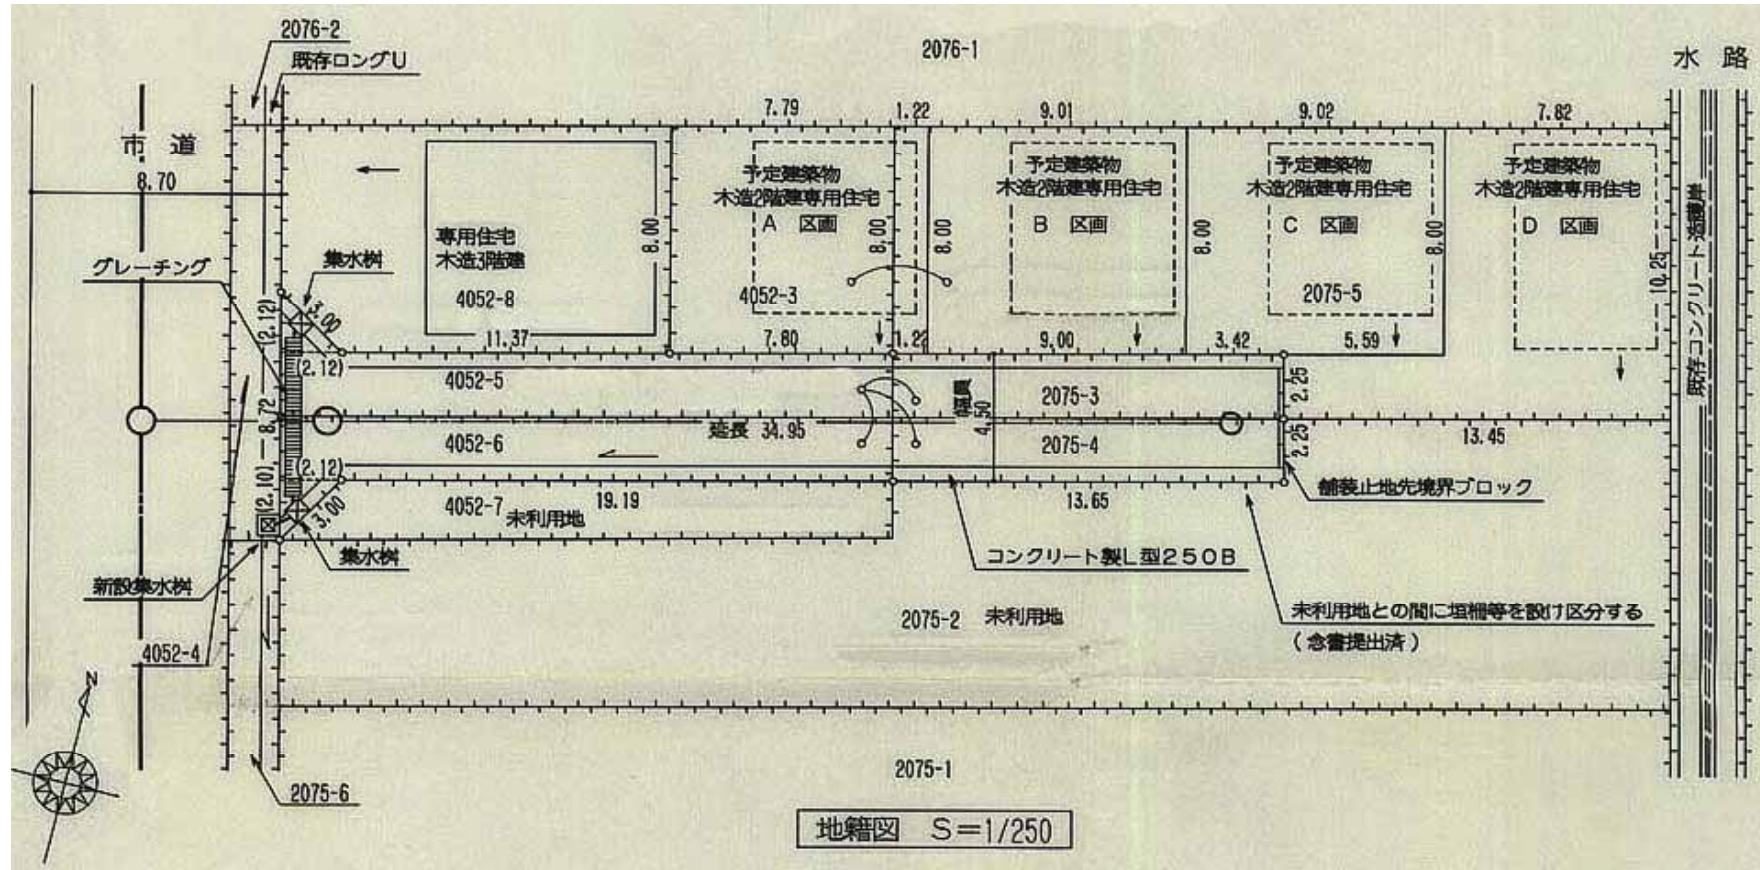 2076-2
既存ロングU
2076-1
水 路
7.79
1.22
9.01
9.02
7.82
市 道
8.70
専用住宅
木造3階建
4052-8
8.00
予定建築物
木造2階建専用住宅
A 区画
8.00
4052-3
8.00
予定建築物
木造2階建専用住宅
B 区画
8.00
予定建築物
木造2階建専用住宅
C 区画
8.00
2075-5
予定建築物
木造2階建専用住宅
D 区画
10.25
既存コンクリート造護岸
グレーチング
集水桝
(2.12)
3.00
11.37
7.80
1.22
9.00
3.42
5.59
(2.12)
4052-5
2075-3
2.25
8.72
幅員
4.50
延長 34.95
4052-6
2075-4
2.25
13.45
(2.12)
(2.10)
3.00
4052-7
未利用地
19.19
13.65
舗装止地先境界ブロック
集水桝
コンクリート製L型250B
新設集水桝
2075-2 未利用地
未利用地との間に垣柵等を設け区分する
(念書提出済)
4052-4
N
2075-6
2075-1
地籍図 S=1/250